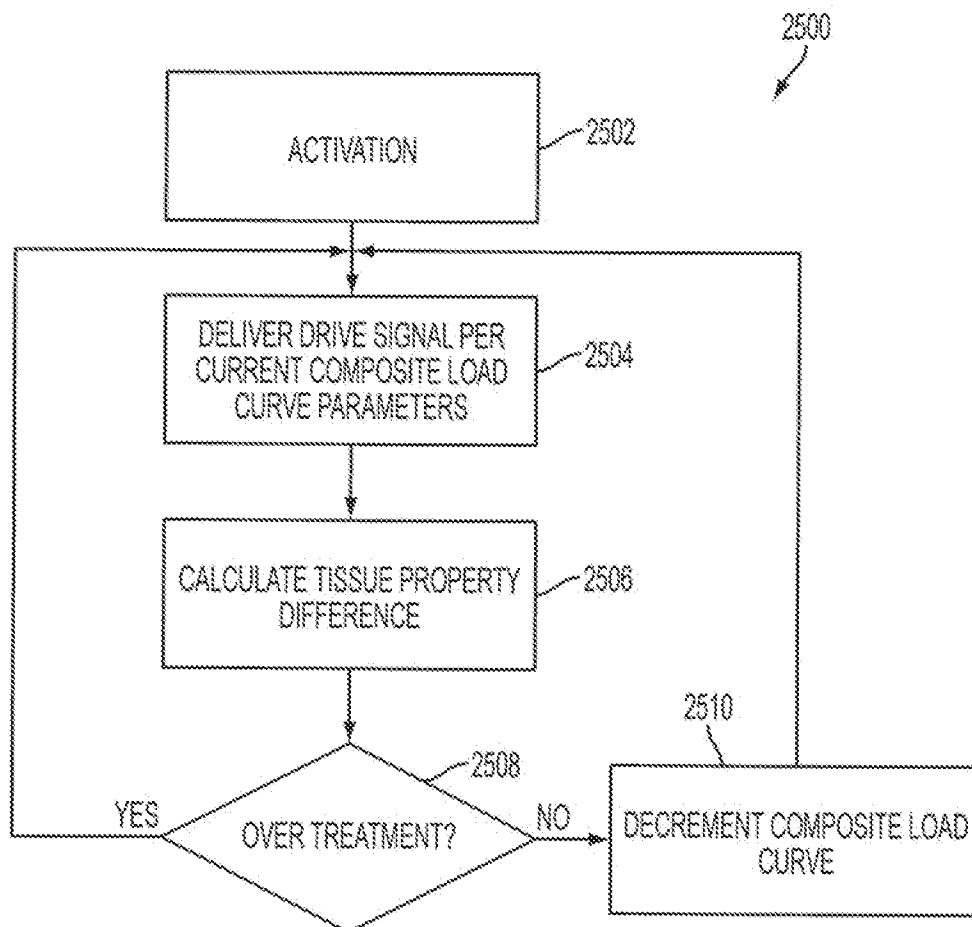 2500
ACTIVATION
2502
DELIVER DRIVE SIGNAL PER
CURRENT COMPOSITE LOAD
CURVE PARAMETERS
2504
CALCULATE TISSUE PROPERTY
DIFFERENCE
2506
2508
OVER TREATMENT?
YES
NO
2510
DECREMENT COMPOSITE LOAD
CURVE